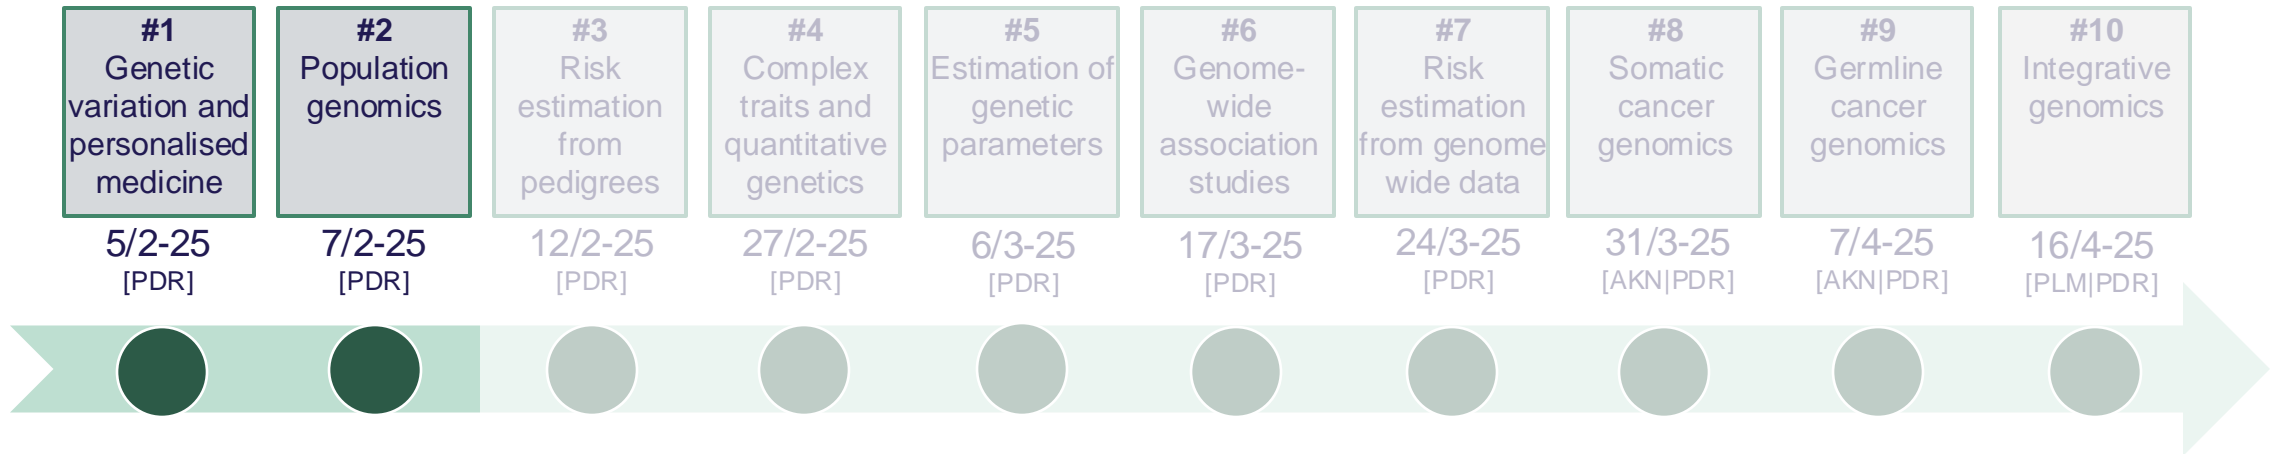 #1
Genetic
variation and
personalised
medicine
5/2-25
[PDR]
#2
Population
genomics
7/2-25
[PDR]
#3
Risk
estimation
from
pedigrees
12/2-25
[PDR]
#4
Complex
traits and
quantitative
genetics
27/2-25
[PDR]
#5
Estimation of
genetic
parameters
6/3-25
[PDR]
#6
Genome-
wide
association
studies
17/3-25
[PDR]
#7
Risk
estimation
from genome
wide data
24/3-25
[PDR]
#8
Somatic
cancer
genomics
31/3-25
[AKN|PDR]
#9
Germline
cancer
genomics
7/4-25
[AKN|PDR]
#10
Integrative
genomics
16/4-25
[PLM|PDR]